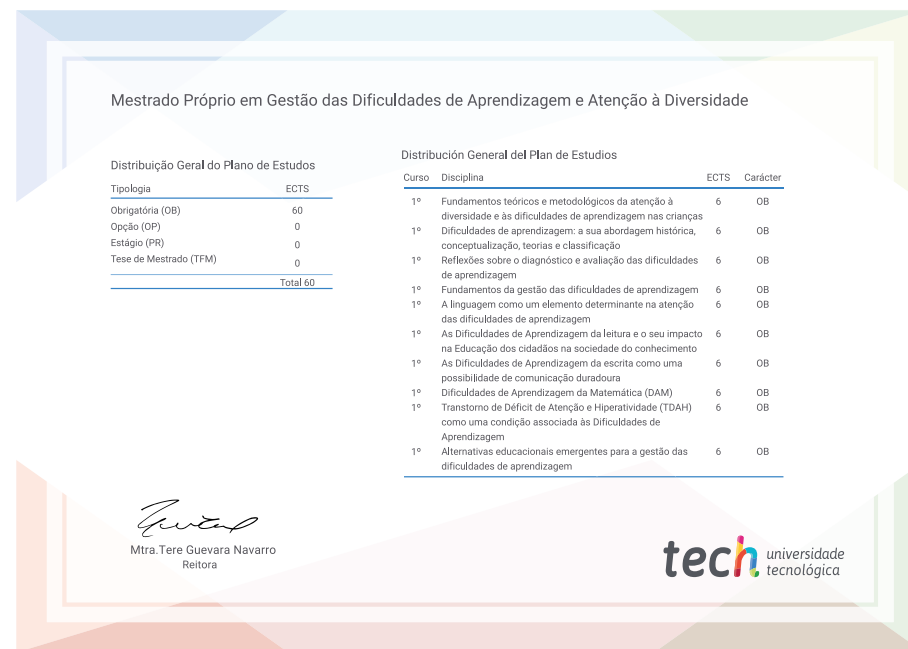 Mestrado Próprio em Gestão das Dificuldades de Aprendizagem e Atenção à Diversidade
Distribuição Geral do Plano de Estudos
Tipologia ECTS
Obrigatória (OB) 60
Opção (OP) 0
Estágio (PR) 0
Tese de Mestrado (TFM) 0
Total 60
Distribución General del Plan de Estudios
Curso Disciplina ECTS Carácter
1º Fundamentos teóricos e metodológicos da atenção à 6 OB
diversidade e às dificuldades de aprendizagem nas crianças
1º Dificuldades de aprendizagem: a sua abordagem histórica, 6 OB
conceptualização, teorias e classificação
1º Reflexões sobre o diagnóstico e avaliação das dificuldades 6 OB
de aprendizagem
1º Fundamentos da gestão das dificuldades de aprendizagem 6 OB
1º A linguagem como um elemento determinante na atenção 6 OB
das dificuldades de aprendizagem
1º As Dificuldades de Aprendizagem da leitura e o seu impacto 6 OB
na Educação dos cidadãos na sociedade do conhecimento
1º As Dificuldades de Aprendizagem da escrita como uma 6 OB
possibilidade de comunicação duradoura
1º Dificuldades de Aprendizagem da Matemática (DAM) 6 OB
1º Transtorno de Déficit de Atenção e Hiperatividade (TDAH) 6 OB
como uma condição associada às Dificuldades de
Aprendizagem
1º Alternativas educacionais emergentes para a gestão das 6 OB
dificuldades de aprendizagem
Mtra.Tere Guevara Navarro
Reitora
tech universidade
tecnológica